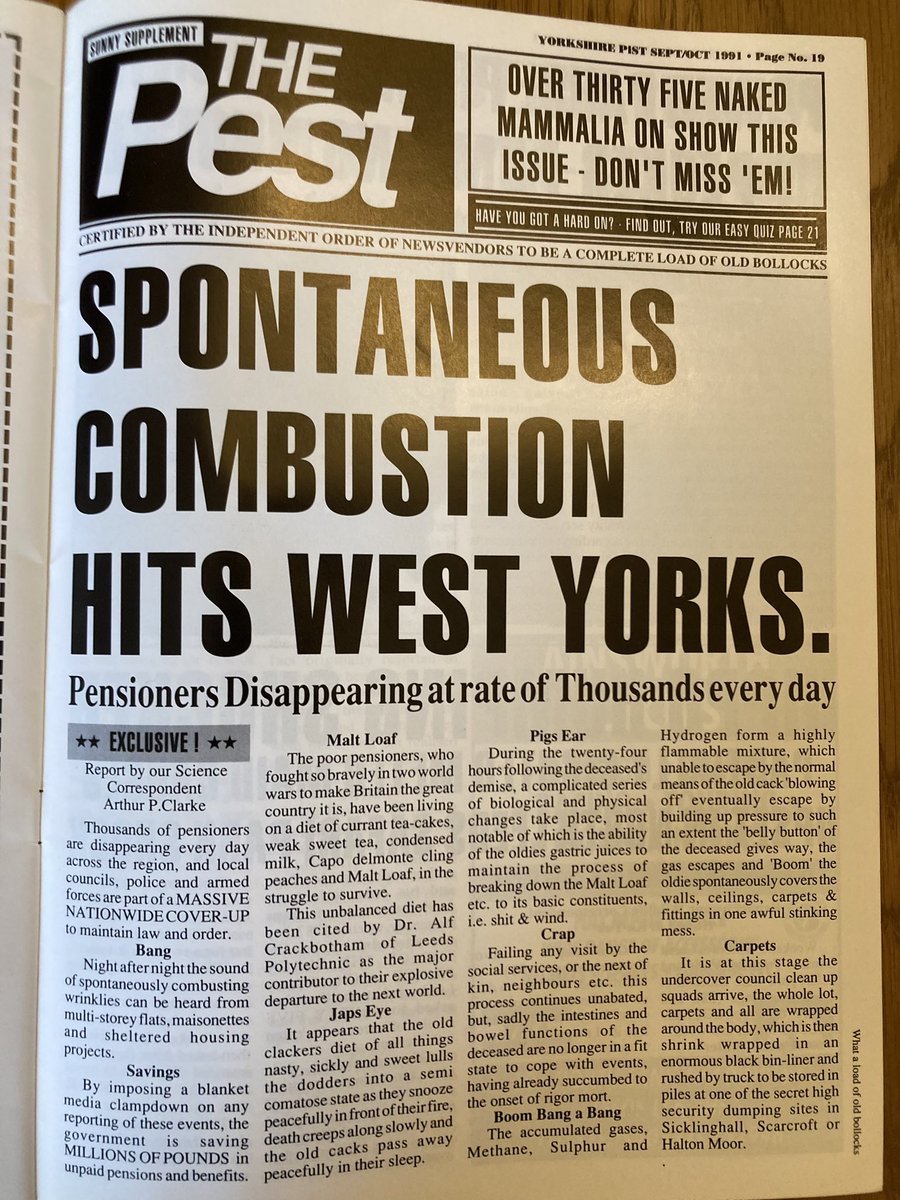 SUNNY SUPPLEMENT
THE
Pest
YORKSHIRE PIST SEPT/OCT 1991 • Page No. 19
OVER THIRTY FIVE NAKED
MAMMALIA ON SHOW THIS
ISSUE - DON'T MISS 'EM!
HAVE YOU GOT A HARD ON? · FIND OUT, TRY OUR EASY QUIZ PAGE 21
CERTIFIED BY THE INDEPENDENT ORDER OF NEWSVENDORS TO BE A COMPLETE LOAD OF OLD BOLLOCKS
SPONTANEOUS
COMBUSTION
HITS WEST YORKS.
Pensioners Disappearing at rate of Thousands every day
★★ EXCLUSIVE! ★★
Report by our Science
Correspondent
Arthur P.Clarke
Thousands of pensioners
are disappearing every day
across the region, and local
councils, police and armed
forces are part of a MASSIVE
NATIONWIDE COVER-UP
to maintain law and order.
Bang
Night after night the sound
of spontaneously combusting
wrinklies can be heard from
multi-storey flats, maisonettes
and sheltered housing
projects.
Savings
By imposing a blanket
media clampdown on any
reporting of these events, the
government is saving
MILLIONS OF POUNDS in
unpaid pensions and benefits.
Malt Loaf
The poor pensioners, who
fought so bravely in two world
wars to make Britain the great
country it is, have been living
on a diet of currant tea-cakes,
weak sweet tea, condensed
milk, Capo delmonte cling
peaches and Malt Loaf, in the
struggle to survive.
This unbalanced diet has
been cited by Dr. Alf
Crackbotham of Leeds
Polytechnic as the major
contributor to their explosive
departure to the next world.
Japs Eye
It appears that the old
clackers diet of all things
nasty, sickly and sweet lulls
the dodders into a semi
comatose state as they snooze
peacefully in front of their fire,
death creeps along slowly and
the old cacks pass away
peacefully in their sleep.
Pigs Ear
During the twenty-four
hours following the deceased's
demise, a complicated series
of biological and physical
changes take place, most
notable of which is the ability
of the oldies gastric juices to
maintain the process of
breaking down the Malt Loaf
etc. to its basic constituents,
i.e. shit & wind.
Crap
Failing any visit by the
social services, or the next of
kin, neighbours etc. this
process continues unabated,
but, sadly the intestines and
bowel functions of the
deceased are no longer in a fit
state to cope with events,
having already succumbed to
the onset of rigor mort.
Boom Bang a Bang
The accumulated gases,
Methane, Sulphur and
Hydrogen form a highly
flammable mixture, which
unable to escape by the normal
means of the old cack 'blowing
off' eventually escape by
building up pressure to such
an extent the 'belly button' of
the deceased gives way, the
gas escapes and 'Boom' the
oldie spontaneously covers the
walls, ceilings, carpets &
fittings in one awful stinking
mess.
Carpets
It is at this stage the
undercover council clean up
squads arrive, the whole lot,
carpets and all are wrapped
around the body, which is then
shrink wrapped in an
enormous black bin-liner and
rushed by truck to be stored in
piles at one of the secret high
security dumping sites in
Sicklinghall, Scarcroft or
Halton Moor.
What a load of old bollocks